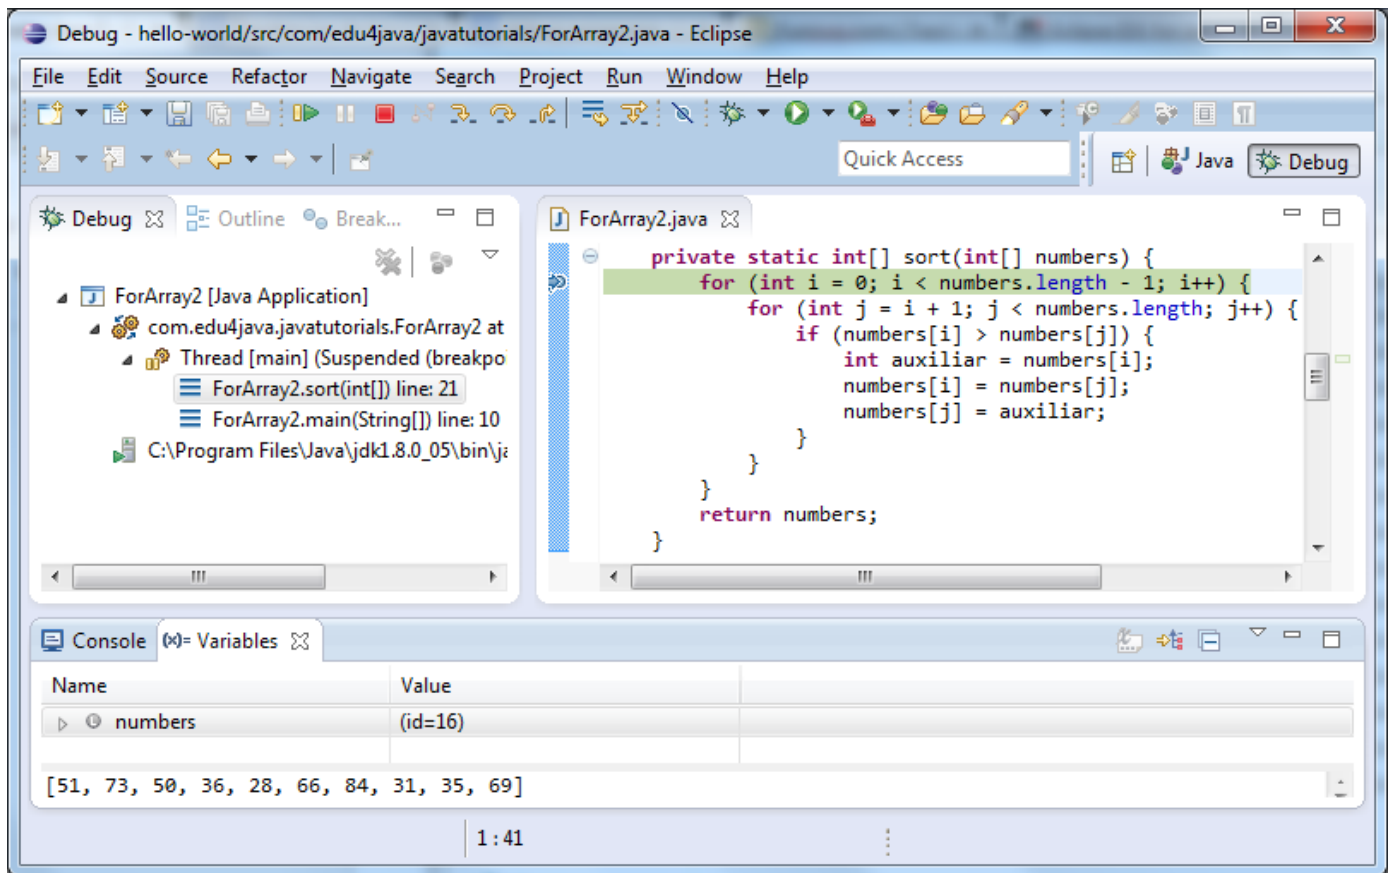 Debug - hello-world/src/com/edu4java/javatutorials/ForArray2.java - Eclipse
File Edit Source Refactor Navigate Search Project Run Window Help
Quick Access
Java
Debug
Debug
Outline
Break...
ForArray2 [Java Application]
com.edu4java.javatutorials.ForArray2 at
Thread [main] (Suspended (breakpo
ForArray2.sort(int[]) line: 21
ForArray2.main(String[]) line: 10
C:\Program Files\Java\jdk1.8.0_05\bin\ja
ForArray2.java
private static int[] sort(int[] numbers) {
for (int i = 0; i < numbers.length - 1; i++) {
for (int j = i + 1; j < numbers.length; j++) {
if (numbers[i] > numbers[j]) {
int auxiliar = numbers[i];
numbers[i] = numbers[j];
numbers[j] = auxiliar;
}
}
}
return numbers;
}
Console
(x)= Variables
Name Value
numbers (id=16)
[51, 73, 50, 36, 28, 66, 84, 31, 35, 69]
1:41